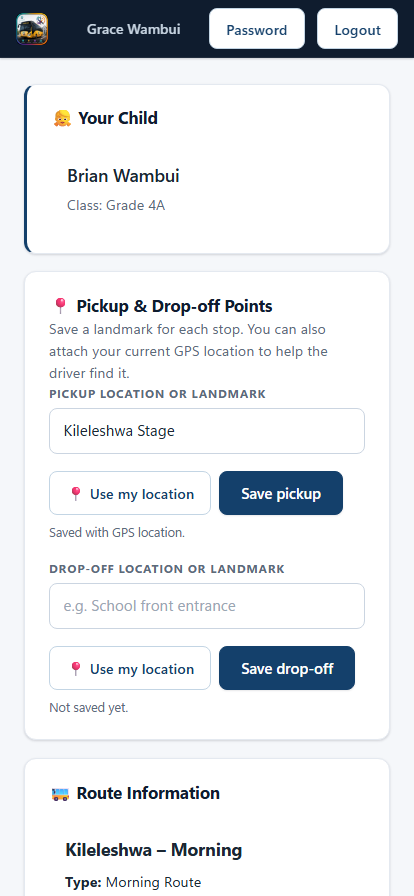 Grace Wambui
Password
Logout
Your Child
Brian Wambui
Class: Grade 4A
Pickup & Drop-off Points
Save a landmark for each stop. You can also
attach your current GPS location to help the
driver find it.
PICKUP LOCATION OR LANDMARK
Kileleshwa Stage
Use my location
Save pickup
Saved with GPS location.
DROP-OFF LOCATION OR LANDMARK
e.g. School front entrance
Use my location
Save drop-off
Not saved yet.
Route Information
Kileleshwa – Morning
Type: Morning Route